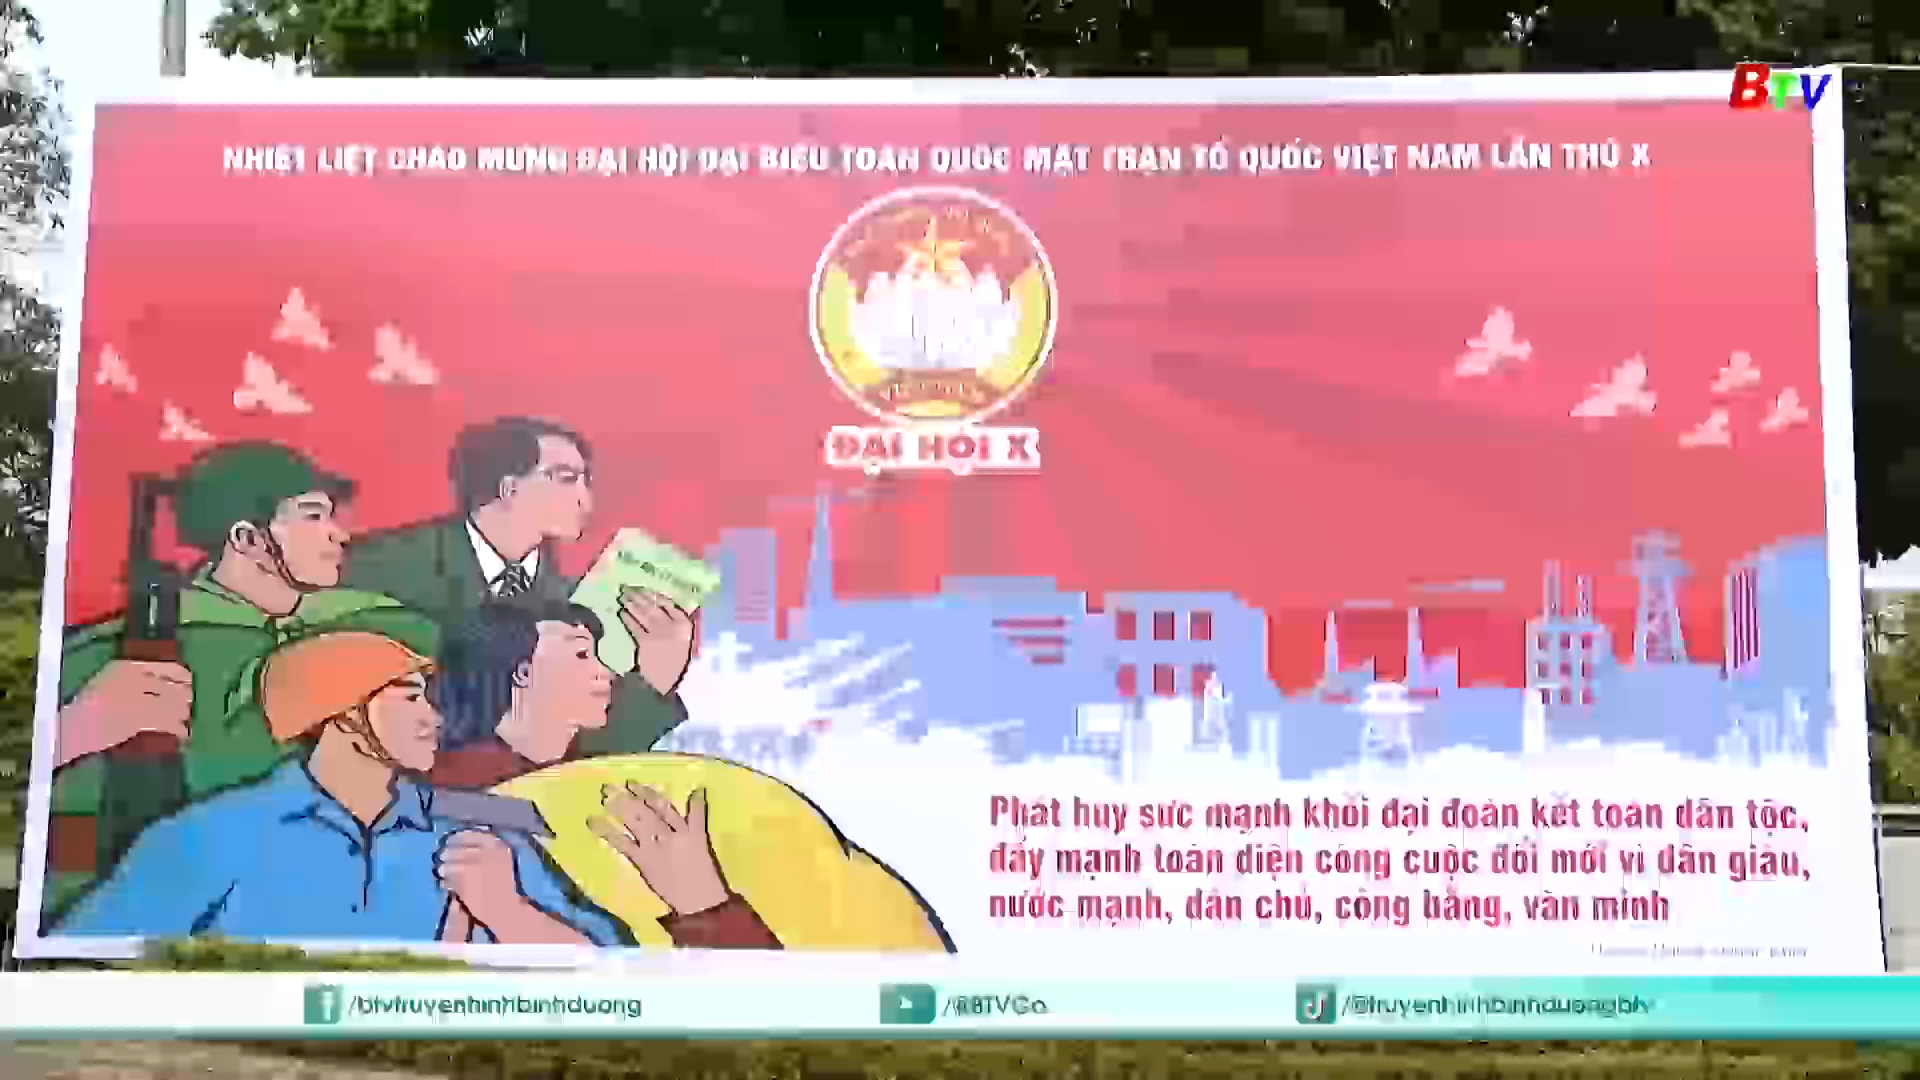 BTV
NHIỆT LIỆT CHÀO MỪNG ĐẠI HỘI ĐẠI BIỂU TOÀN QUỐC MẶT TRẬN TỔ QUỐC VIỆT NAM LẦN THỨ X
ĐẠI HỘI X
Phát huy sức mạnh khối đại đoàn kết toàn dân tộc,
đẩy mạnh toàn diện công cuộc đổi mới vì dân giàu,
nước mạnh, dân chủ, công bằng, văn minh
/btvtruyenhinhbinhduong
/@BTVGo
/@truyenhinhbinhduongbtv